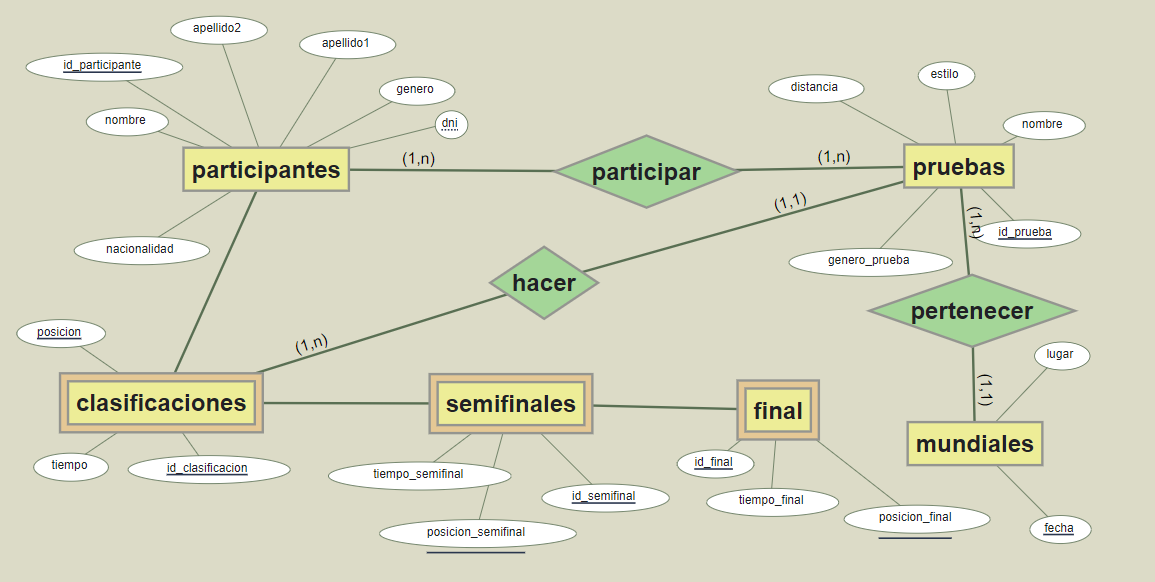 apellido2
apellido1
id_participante
genero
nombre
dni
participantes
nacionalidad
(1,n)
participar
(1,n)
estilo
distancia
nombre
pruebas
(1,1)
(1,n)
id_prueba
genero_prueba
hacer
(1,n)
pertenecer
(1,1)
lugar
mundiales
fecha
posicion
clasificaciones
tiempo
id_clasificacion
semifinales
tiempo_semifinal
id_semifinal
posicion_semifinal
final
id_final
tiempo_final
posicion_final